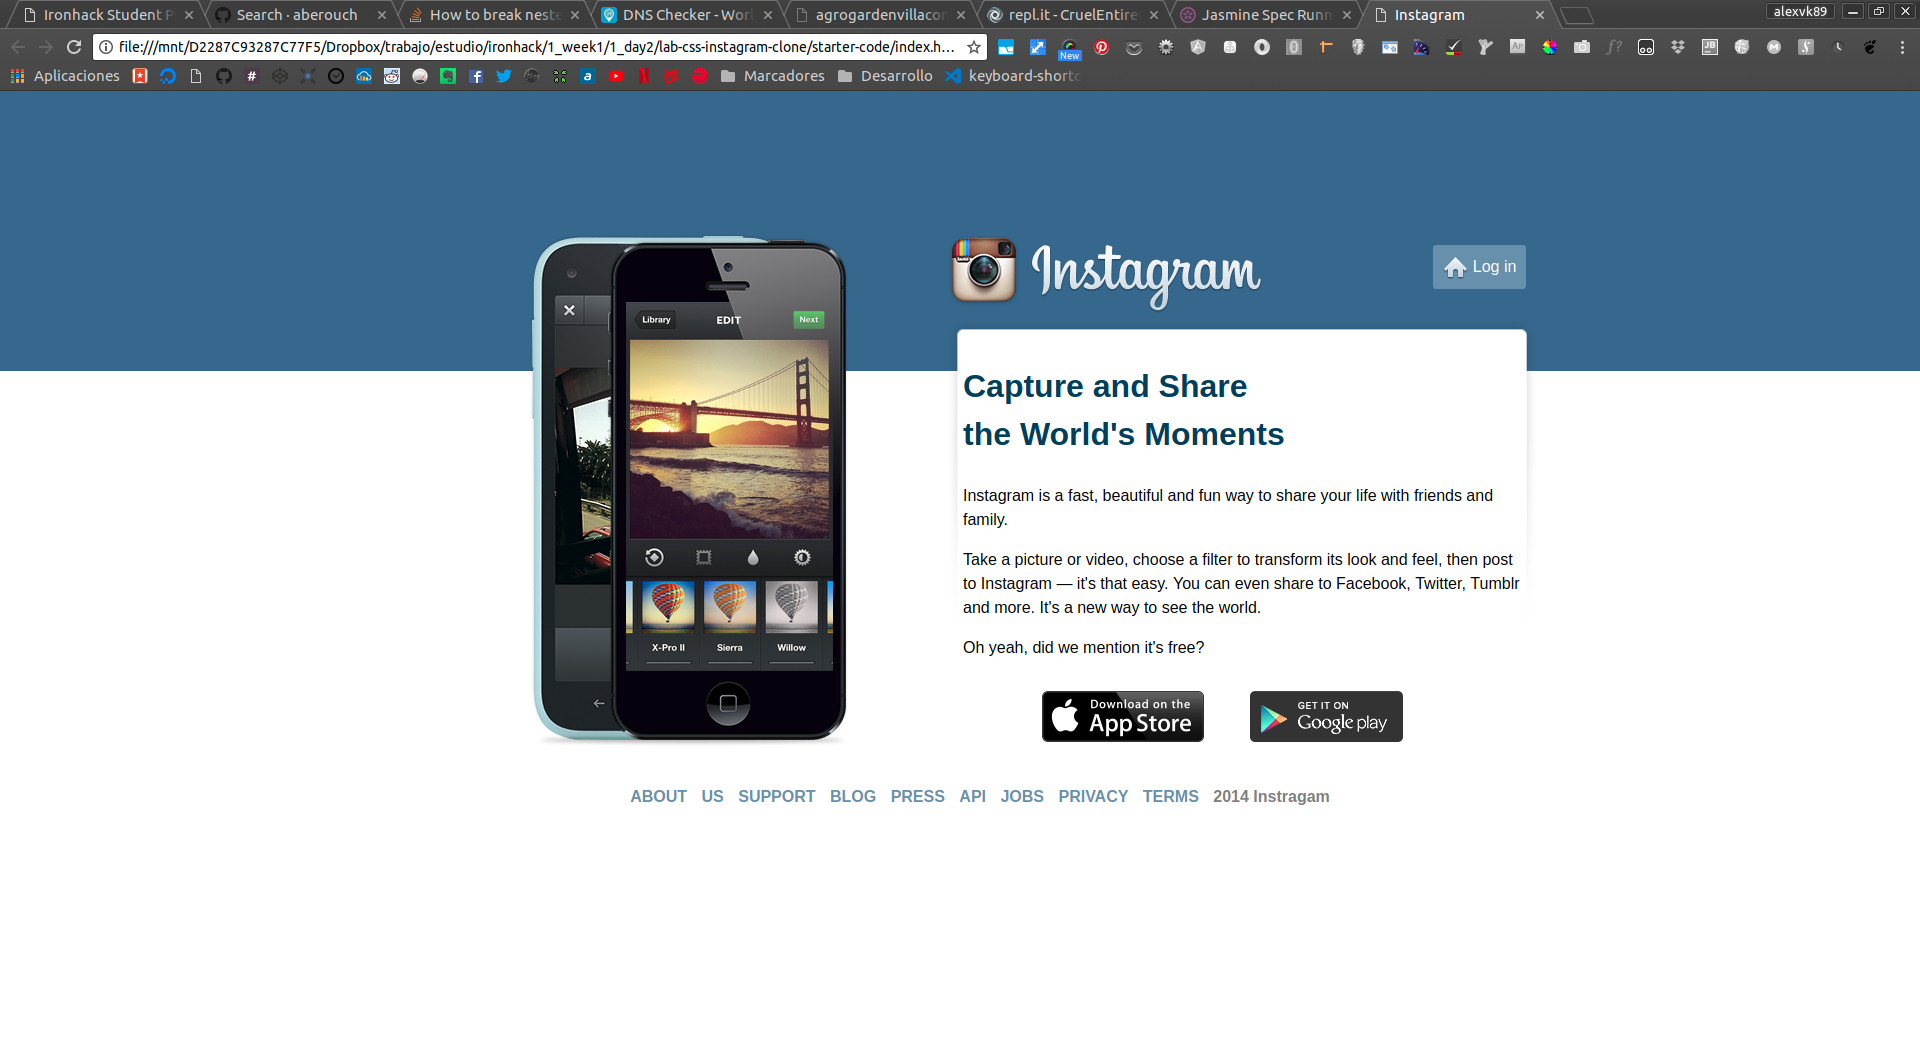 Ironhack Student P
Search · aberouch
How to break neste
DNS Checker - Worl
agrogardenvillacon
repl.it - CruelEntire
Jasmine Spec Runn
Instagram
alexvk89
file:///mnt/D2287C93287C77F5/Dropbox/trabajo/estudio/ironhack/1_week1/1_day2/lab-css-instagram-clone/starter-code/index.h...
New
Aplicaciones
Marcadores
Desarrollo
keyboard-shortc
Instagram
Log in
Library
EDIT
Next
Capture and Share
the World's Moments
Instagram is a fast, beautiful and fun way to share your life with friends and
family.
Take a picture or video, choose a filter to transform its look and feel, then post
to Instagram — it's that easy. You can even share to Facebook, Twitter, Tumblr
and more. It's a new way to see the world.
Oh yeah, did we mention it's free?
X-Pro II
Sierra
Willow
Download on the
App Store
GET IT ON
Google play
ABOUT US SUPPORT BLOG PRESS API JOBS PRIVACY TERMS 2014 Instragam